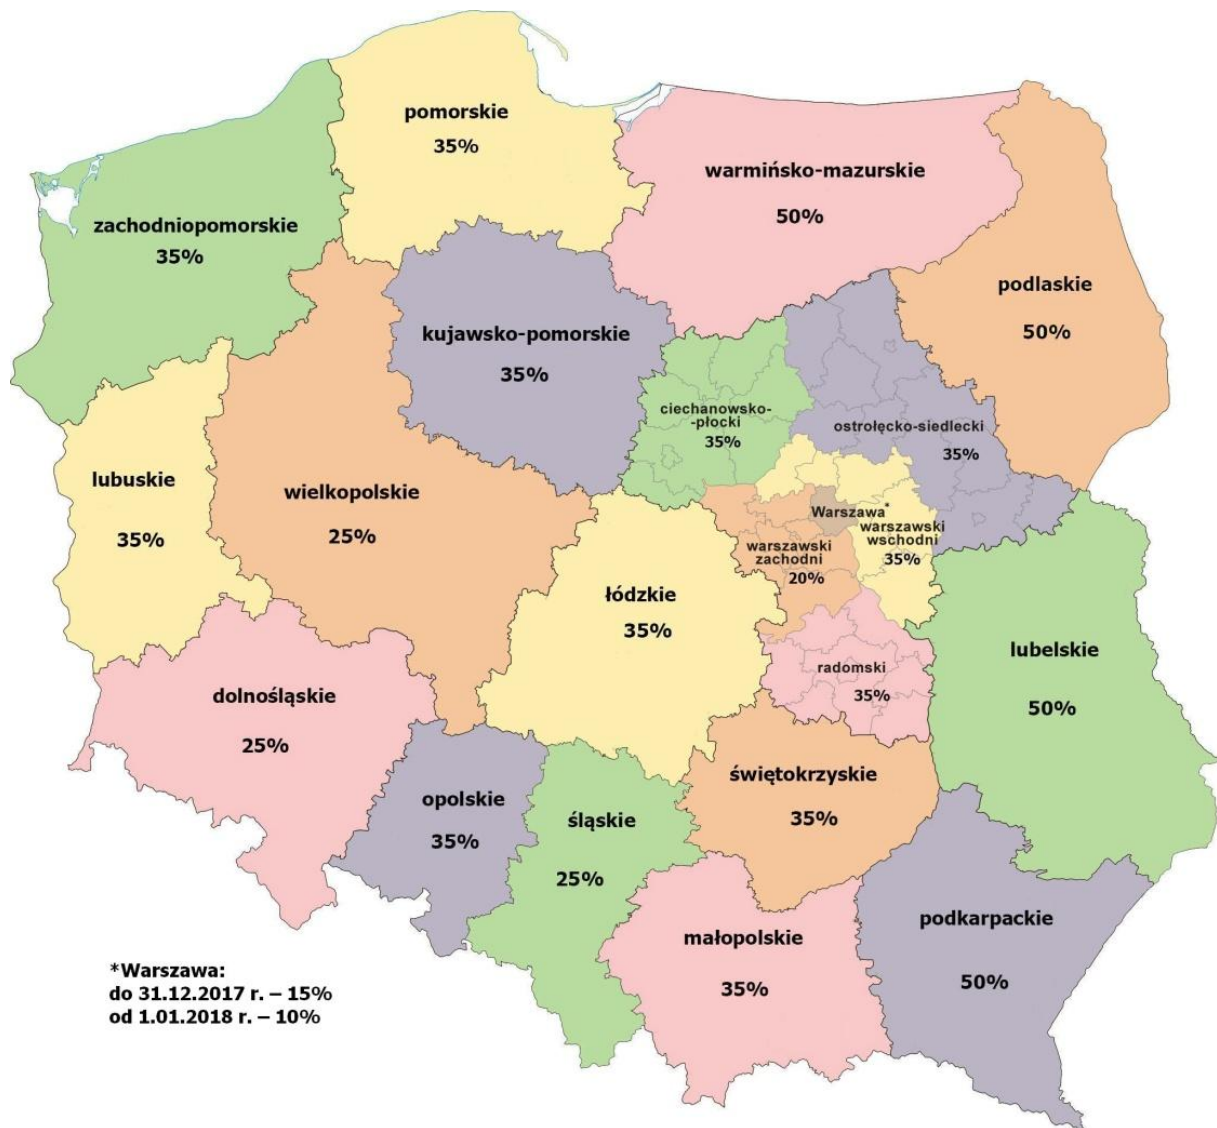 pomorskie
35%
warmińsko-mazurskie
50%
zachodniopomorskie
35%
podlaskie
50%
kujawsko-pomorskie
35%
ciechanowsko-
-płocki
35%
ostrołęcko-siedlecki
35%
lubuskie
35%
wielkopolskie
25%
Warszawa*
warszawski
wschodni
35%
warszawski
zachodni
20%
łódzkie
35%
radomski
35%
lubelskie
50%
dolnośląskie
25%
świętokrzyskie
35%
opolskie
35%
śląskie
25%
małopolskie
35%
podkarpackie
50%
*Warszawa:
do 31.12.2017 r. – 15%
od 1.01.2018 r. – 10%